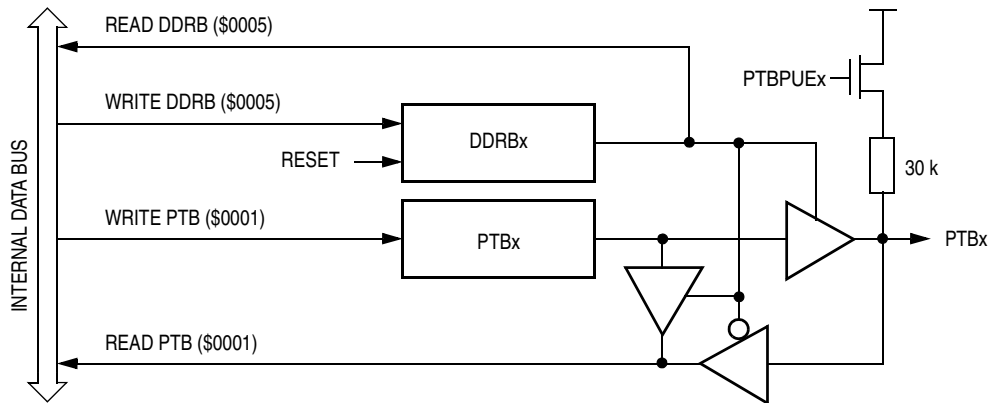 READ DDRB ($0005)
PTBPUEx
WRITE DDRB ($0005)
DDRBx
RESET
30 k
INTERNAL DATA BUS
WRITE PTB ($0001)
PTBx
PTBx
READ PTB ($0001)